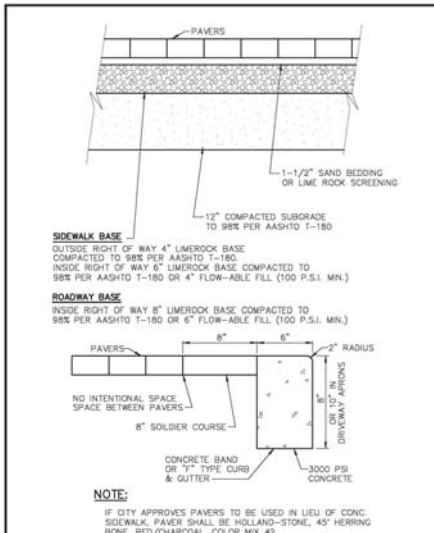 PAVERS
1-1/2" SAND BEDDING
OR LIME ROCK SCREENING
12" COMPACTED SUBGRADE
TO 98% PER AASHTO T-180
SIDEWALK BASE
OUTSIDE RIGHT OF WAY 4" LIMEROCK BASE
COMPACTED TO 98% PER AASHTO T-180.
INSIDE RIGHT OF WAY 6" LIMEROCK BASE COMPACTED TO
98% PER AASHTO T-180 OR 4" FLOW-ABLE FILL (100 P.S.I. MIN.)
ROADWAY BASE
INSIDE RIGHT OF WAY 8" LIMEROCK BASE COMPACTED TO
98% PER AASHTO T-180 OR 6" FLOW-ABLE FILL (100 P.S.I. MIN.)
8"
6"
PAVERS
2" RADIUS
NO INTENTIONAL SPACE
SPACE BETWEEN PAVERS
8" SOILDIER COURSE
8"
OR 10" IN
DRIVEWAY APRONS
CONCRETE BAND
OR "F" TYPE CURB
& GUTTER
3000 PSI
CONCRETE
NOTE:
IF CITY APPROVES PAVERS TO BE USED IN LIEU OF CONC.
SIDEWALK, PAVER SHALL BE HOLLAND-STONE, 45° HERRING
BONE, RED/CHARCOAL, COLOR MIX #2